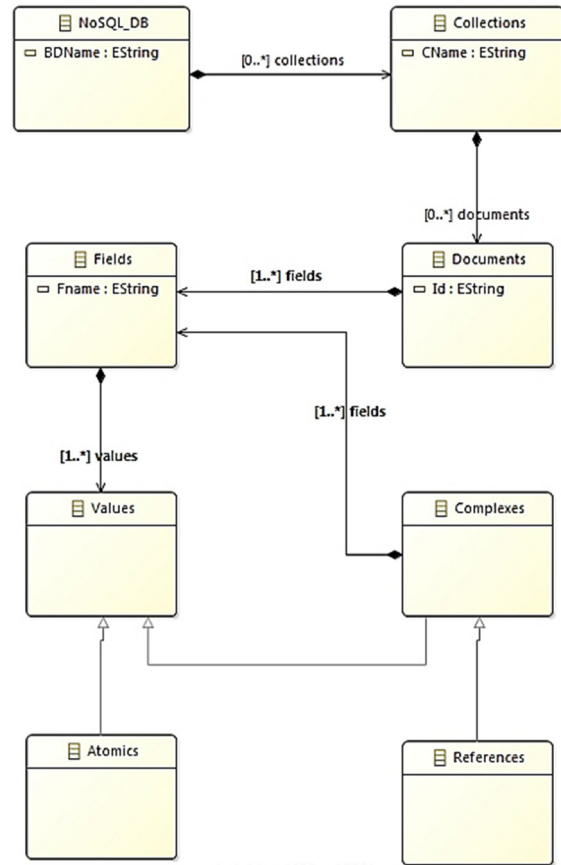 NoSQL_DB
BDName : EString
Collections
CName : EString
[0..*] collections
[0..*] documents
Fields
Fname : EString
[1..*] fields
Documents
Id : EString
[1..*] fields
[1..*] values
Values
Complexes
Atomics
References